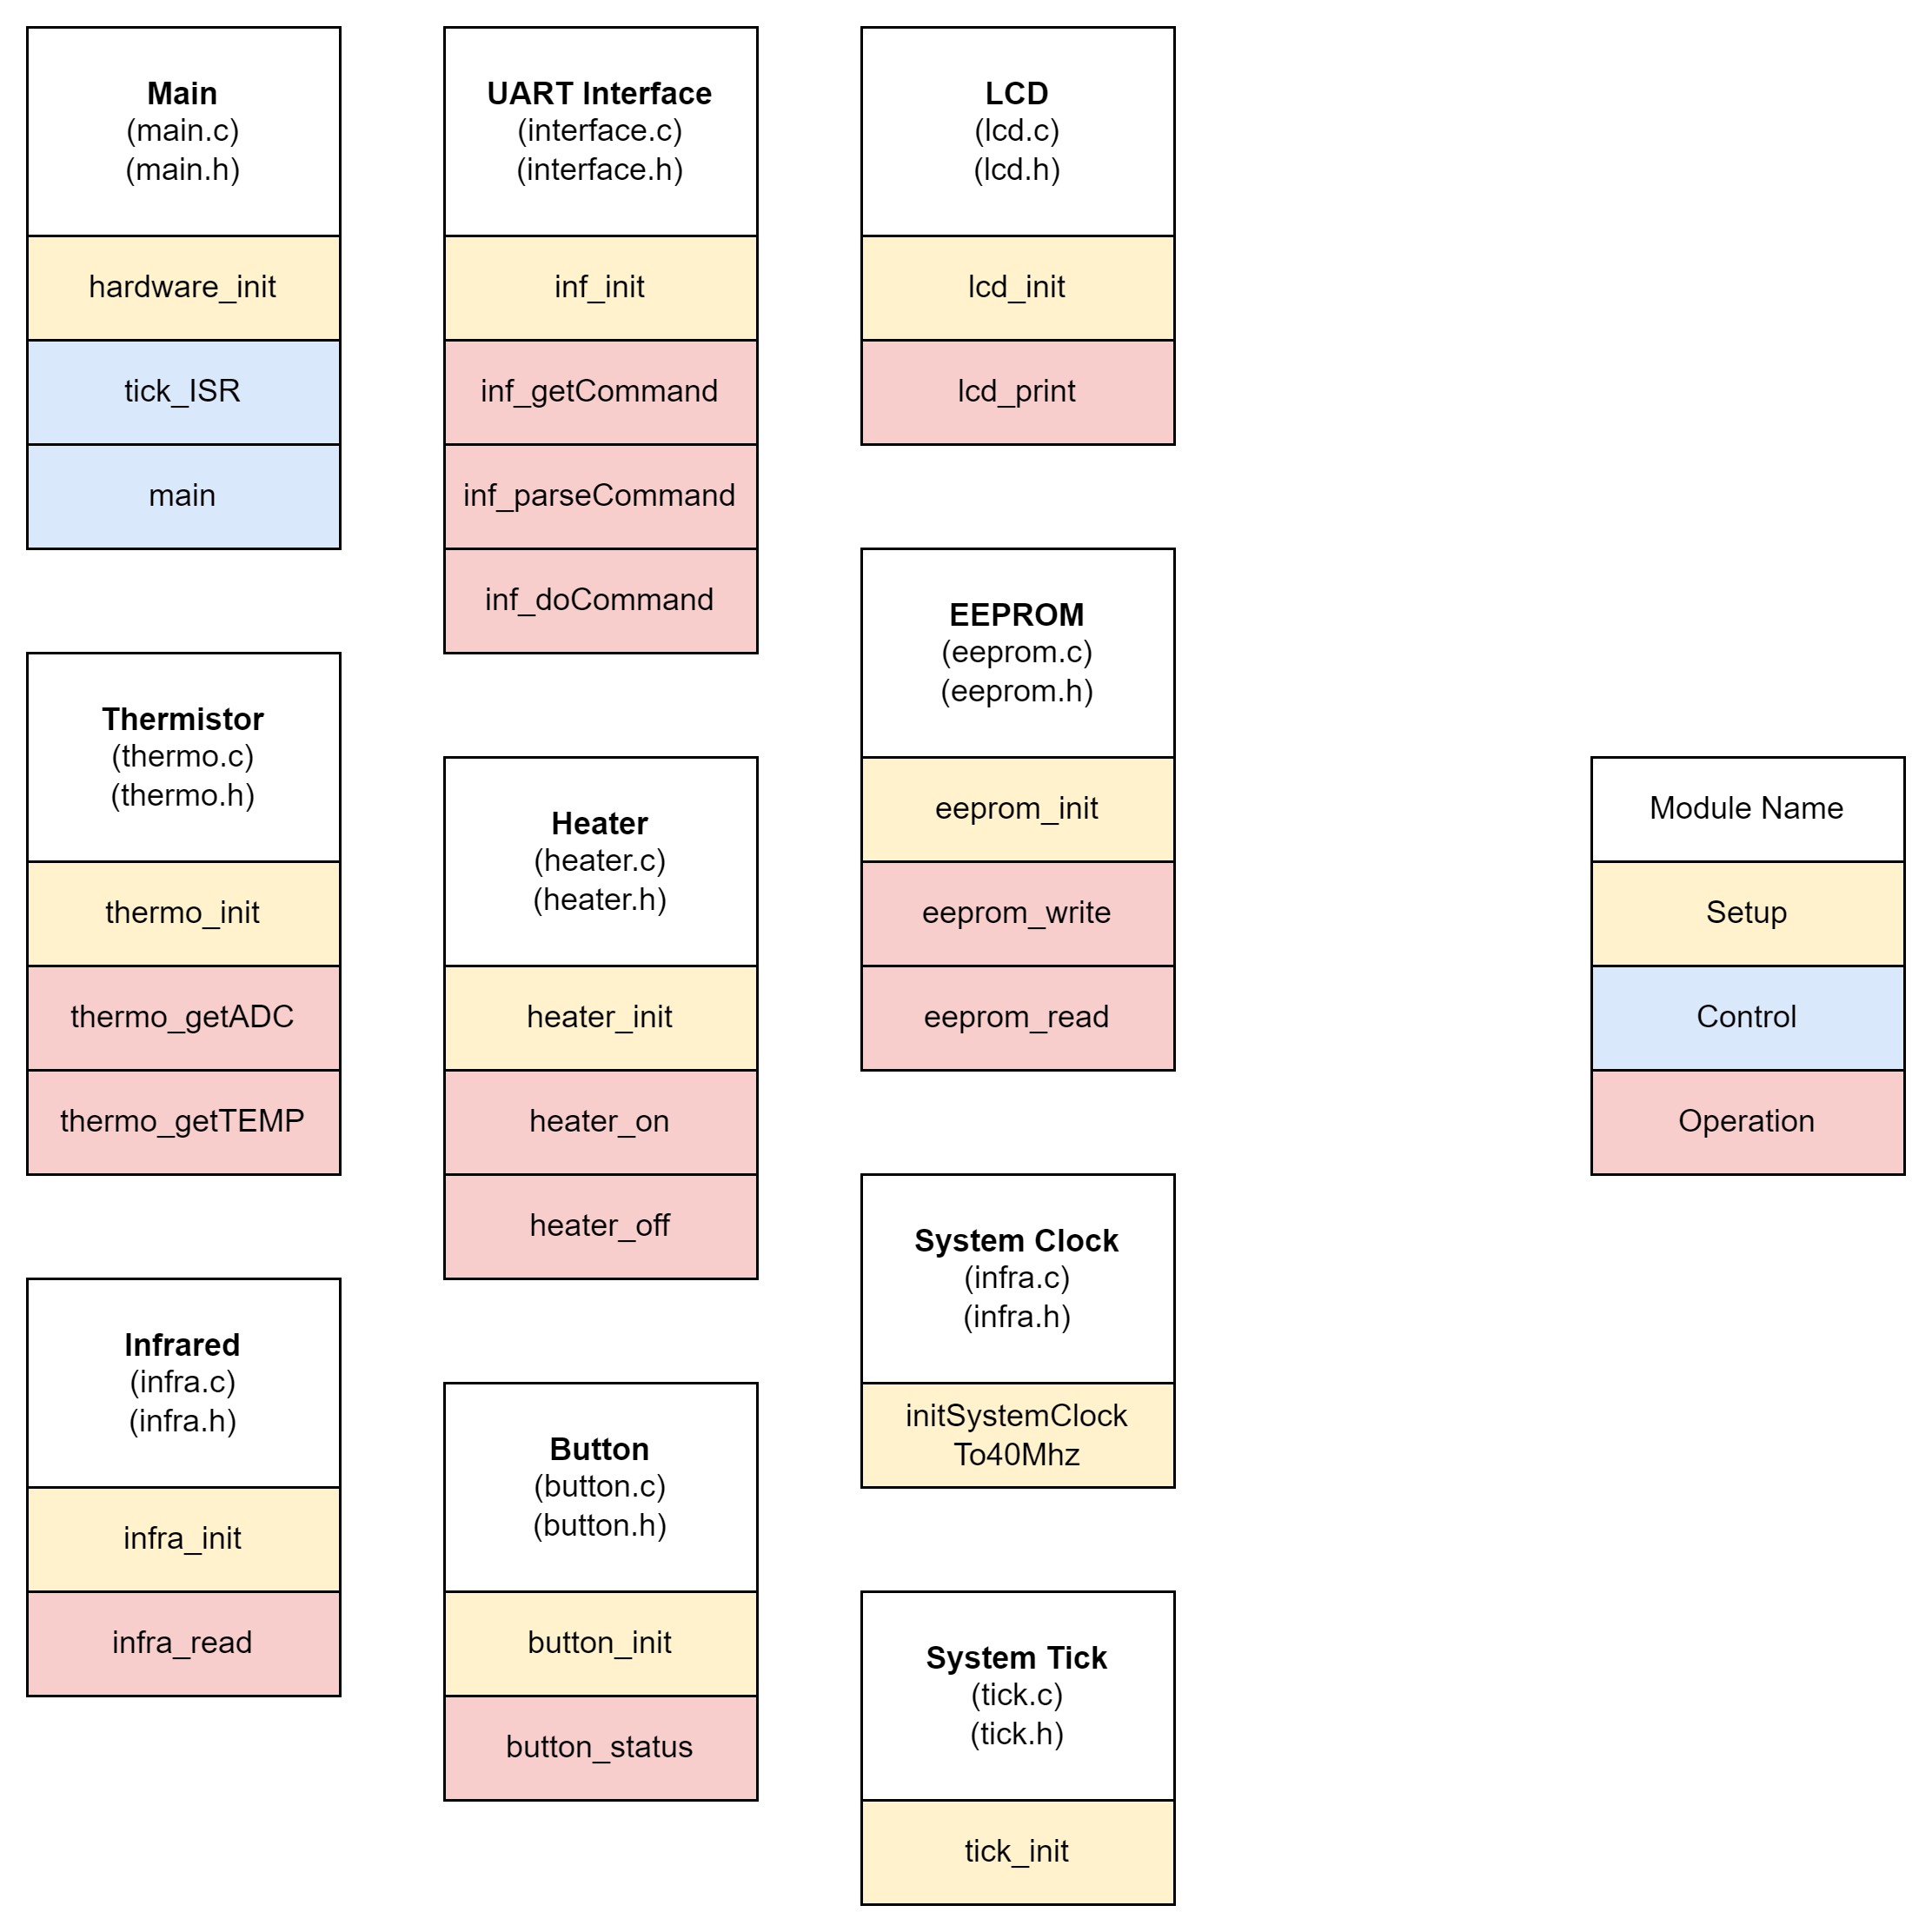 Main
(main.c)
(main.h)
hardware_init
tick_ISR
main
Thermistor
(thermo.c)
(thermo.h)
thermo_init
thermo_getADC
thermo_getTEMP
Infrared
(infra.c)
(infra.h)
infra_init
infra_read
UART Interface
(interface.c)
(interface.h)
inf_init
inf_getCommand
inf_parseCommand
inf_doCommand
Heater
(heater.c)
(heater.h)
heater_init
heater_on
heater_off
Button
(button.c)
(button.h)
button_init
button_status
LCD
(lcd.c)
(lcd.h)
lcd_init
lcd_print
EEPROM
(eeprom.c)
(eeprom.h)
eeprom_init
eeprom_write
eeprom_read
System Clock
(infra.c)
(infra.h)
initSystemClock
To40Mhz
System Tick
(tick.c)
(tick.h)
tick_init
Module Name
Setup
Control
Operation